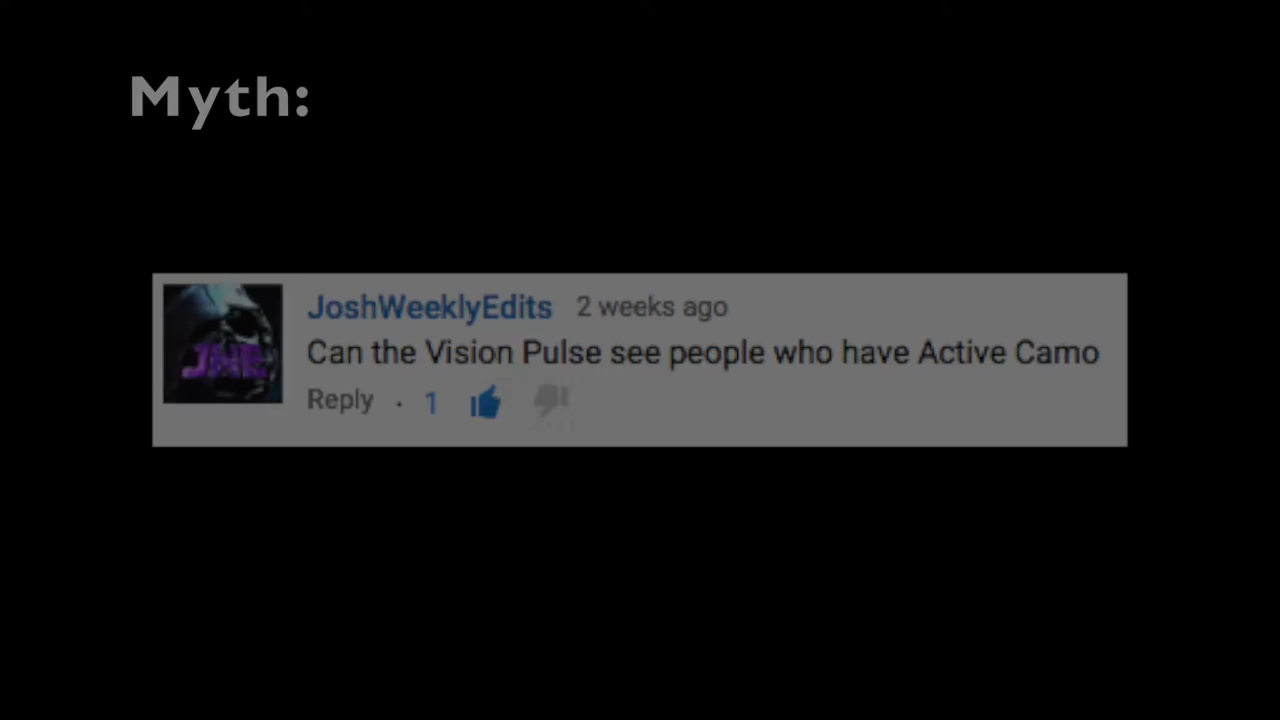 Myth:
JoshWeeklyEdits 2 weeks ago
Can the Vision Pulse see people who have Active Camo
Reply · 1